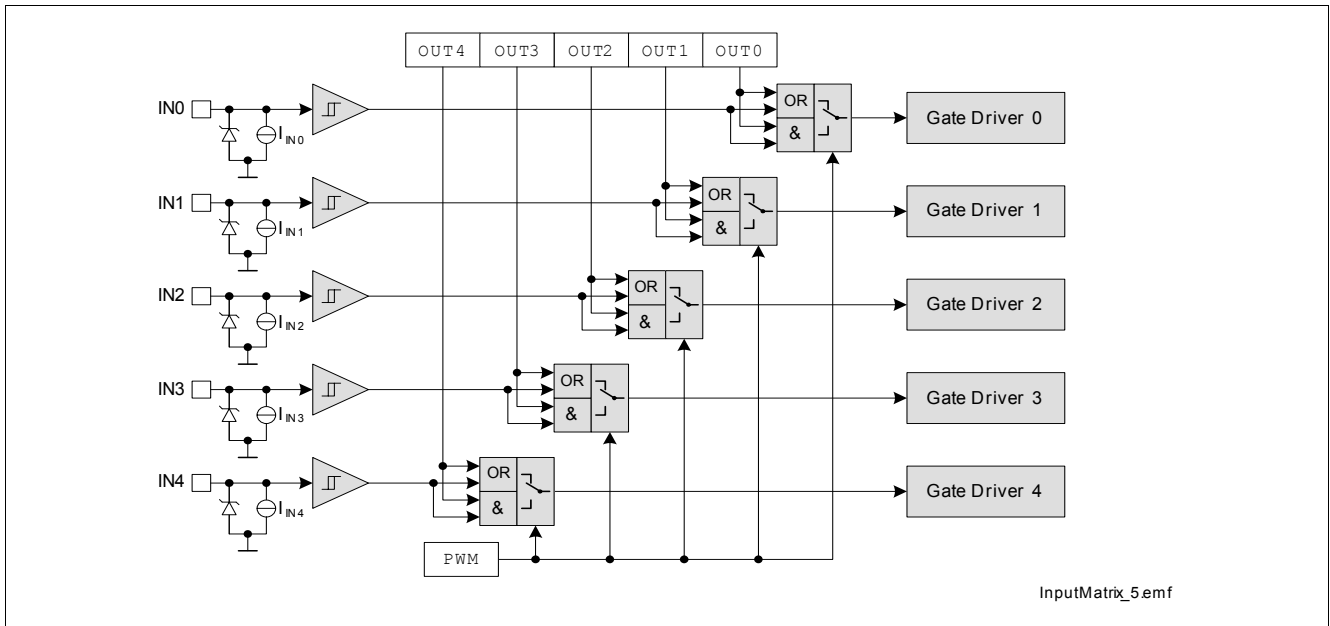 OUT4 OUT3 OUT2 OUT1 OUT0
IN0
I IN0
OR
&
Gate Driver 0
IN1
I IN1
OR
&
Gate Driver 1
IN2
I IN2
OR
&
Gate Driver 2
IN3
I IN3
OR
&
Gate Driver 3
IN4
I IN4
OR
&
Gate Driver 4
PWM
InputMatrix_5.emf